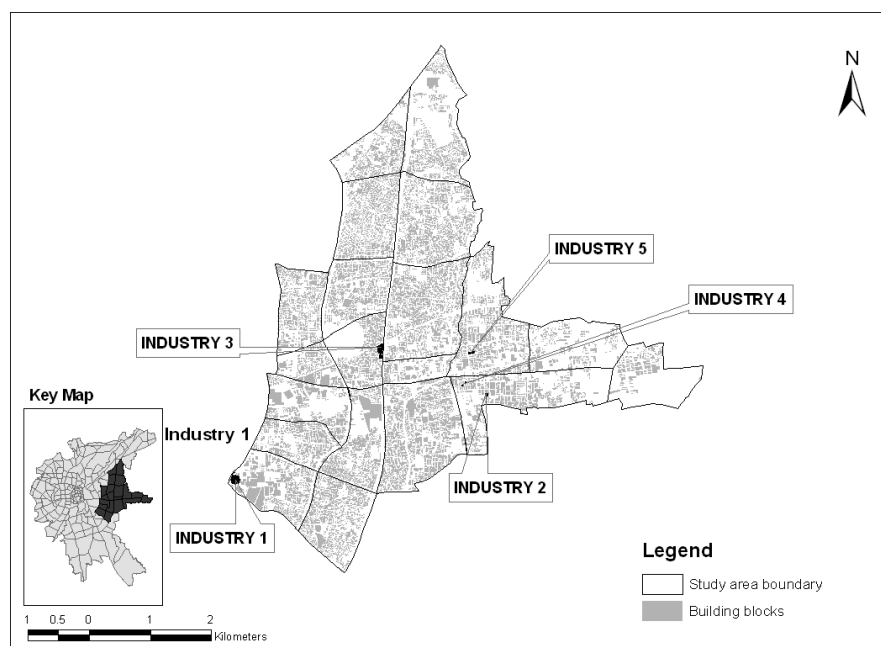 N
INDUSTRY 5
INDUSTRY 4
INDUSTRY 3
Key Map
Industry 1
INDUSTRY 2
INDUSTRY 1
Legend
Study area boundary
Building blocks
1 0.5 0 1 2
Kilometers